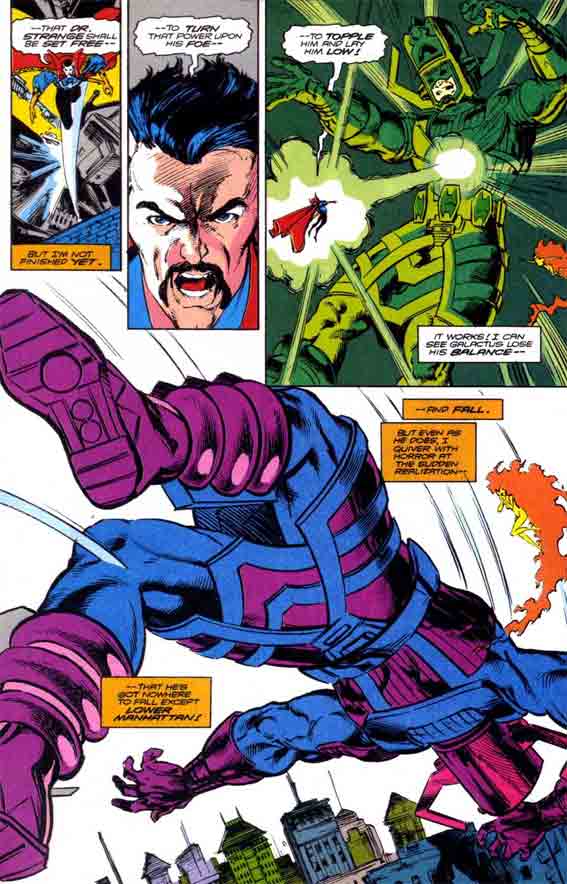 --THAT DR.
STRANGE SHALL
BE SET FREE--
BUT I'M NOT
FINISHED YET.
--TO TURN
THAT POWER UPON
HIS FOE--
--TO TOPPLE
HIM AND LAY
HIM LOW!
IT WORKS! I CAN
SEE GALACTUS LOSE
HIS BALANCE--
--AND FALL.
BUT EVEN AS
HE DOES, I
QUIVER WITH
HORROR AT
THE SUDDEN
REALIZATION--
--THAT HE'S
GOT NOWHERE
TO FALL EXCEPT
LOWER
MANHATTAN!